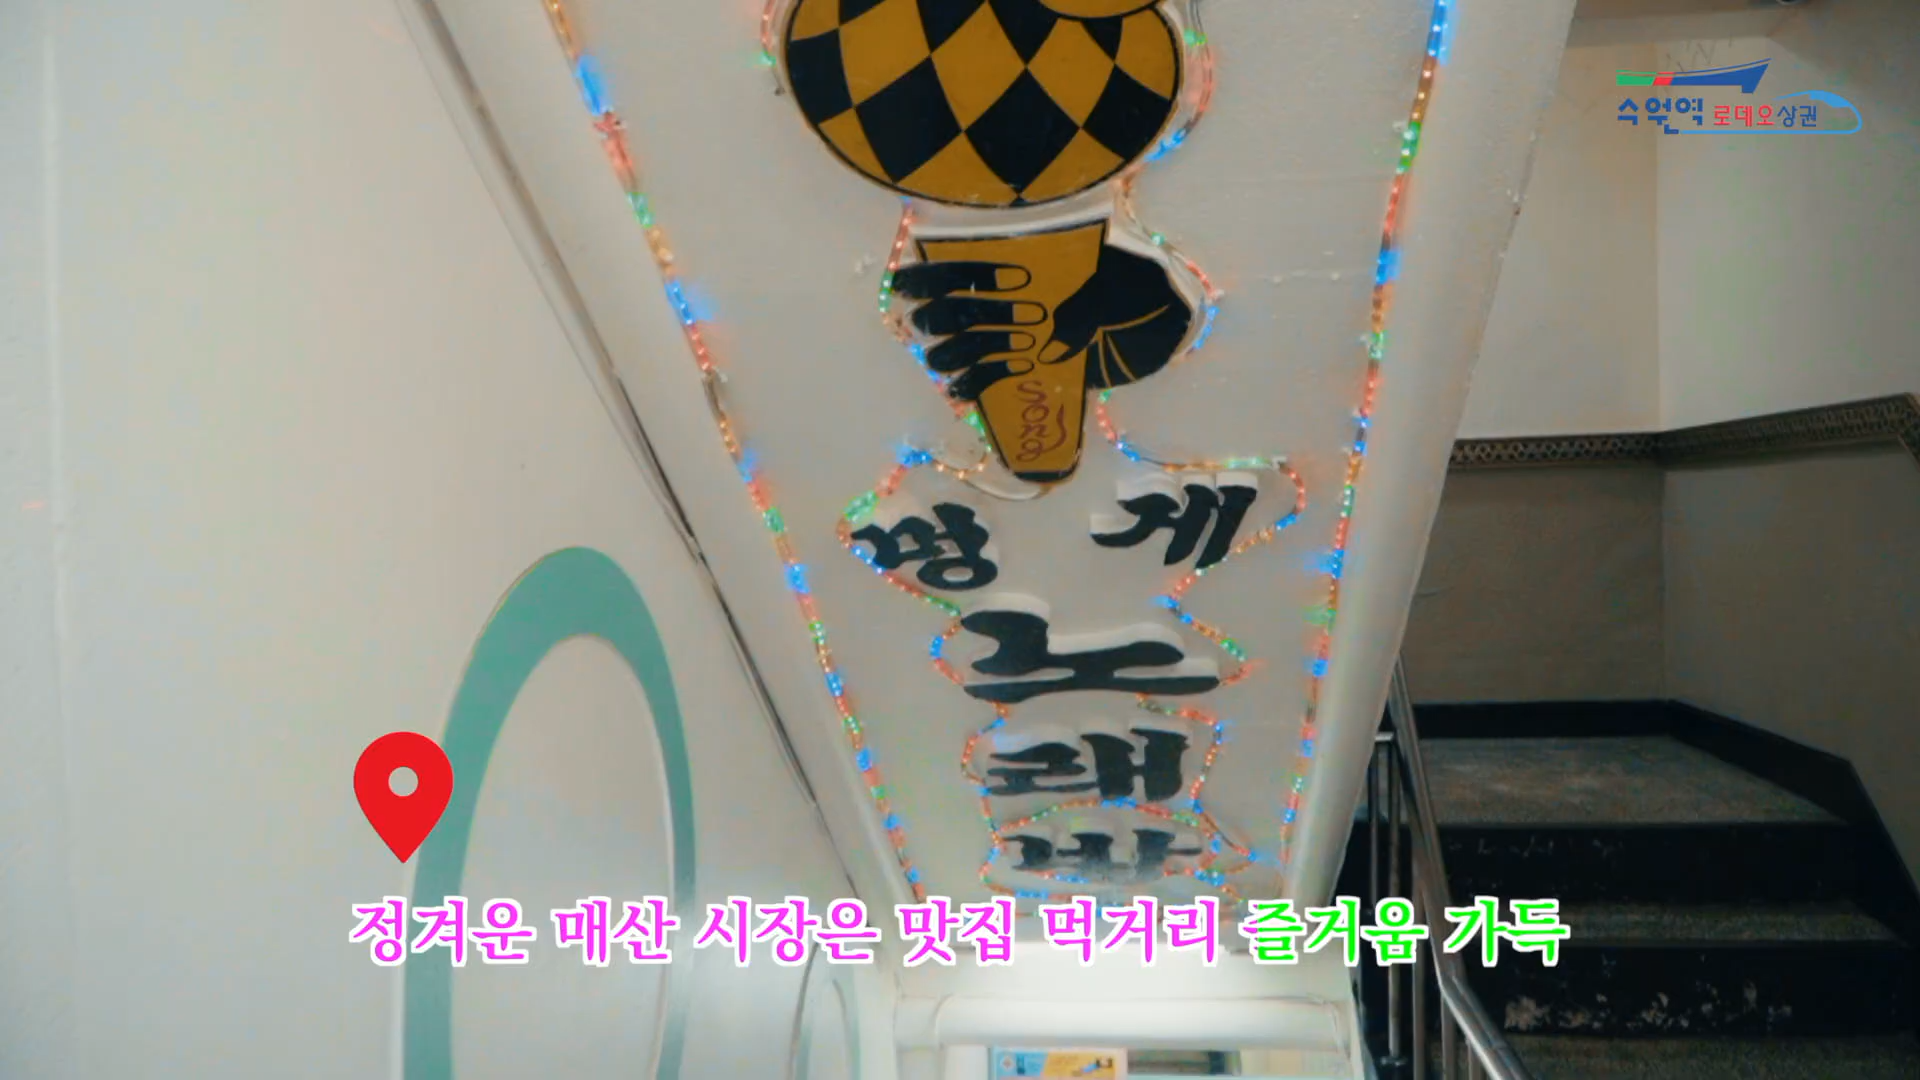 수원역 로데오상권
song
멍 게
노
래
방
정겨운 매산 시장은 맛집 먹거리 즐거움 가득